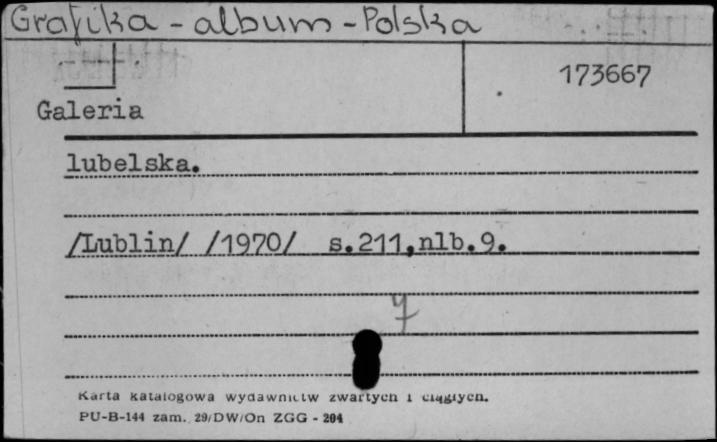 Grafika - album - Polska
173667
Galeria
lubelska.
/Lublin/ /1970/ s.211,nlb.9.
7
Karta katalogowa wydawnictw zwartych i ciągłych.
PU-B-144 zam. 29/DW/On ZGG - 204